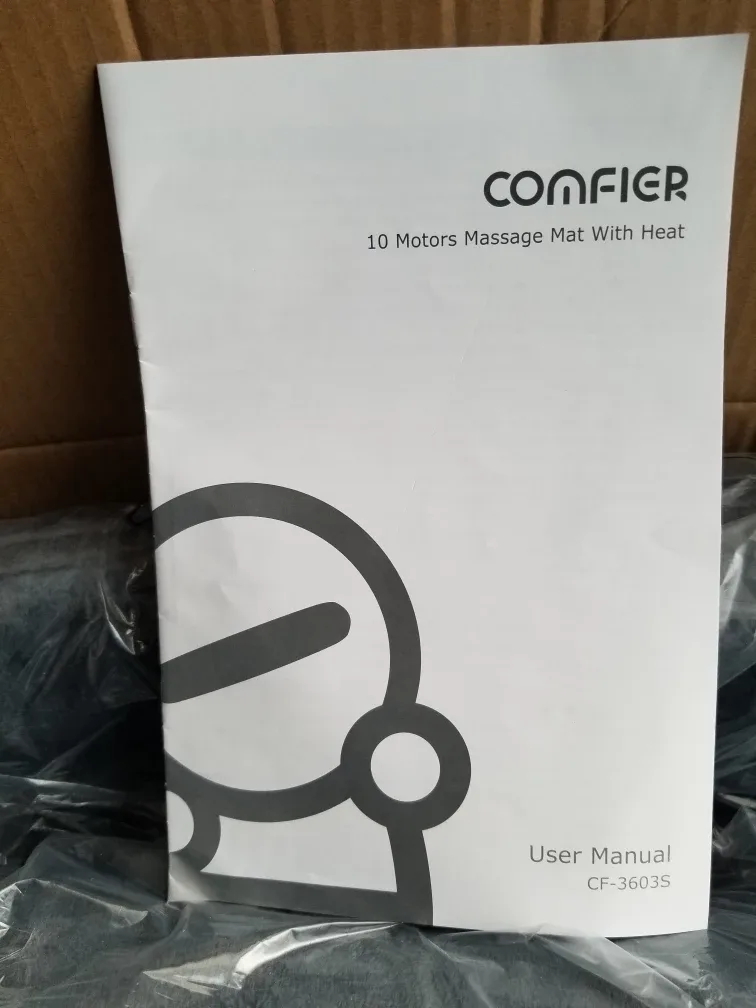 COMFIER
10 Motors Massage Mat With Heat
User Manual
CF-3603S